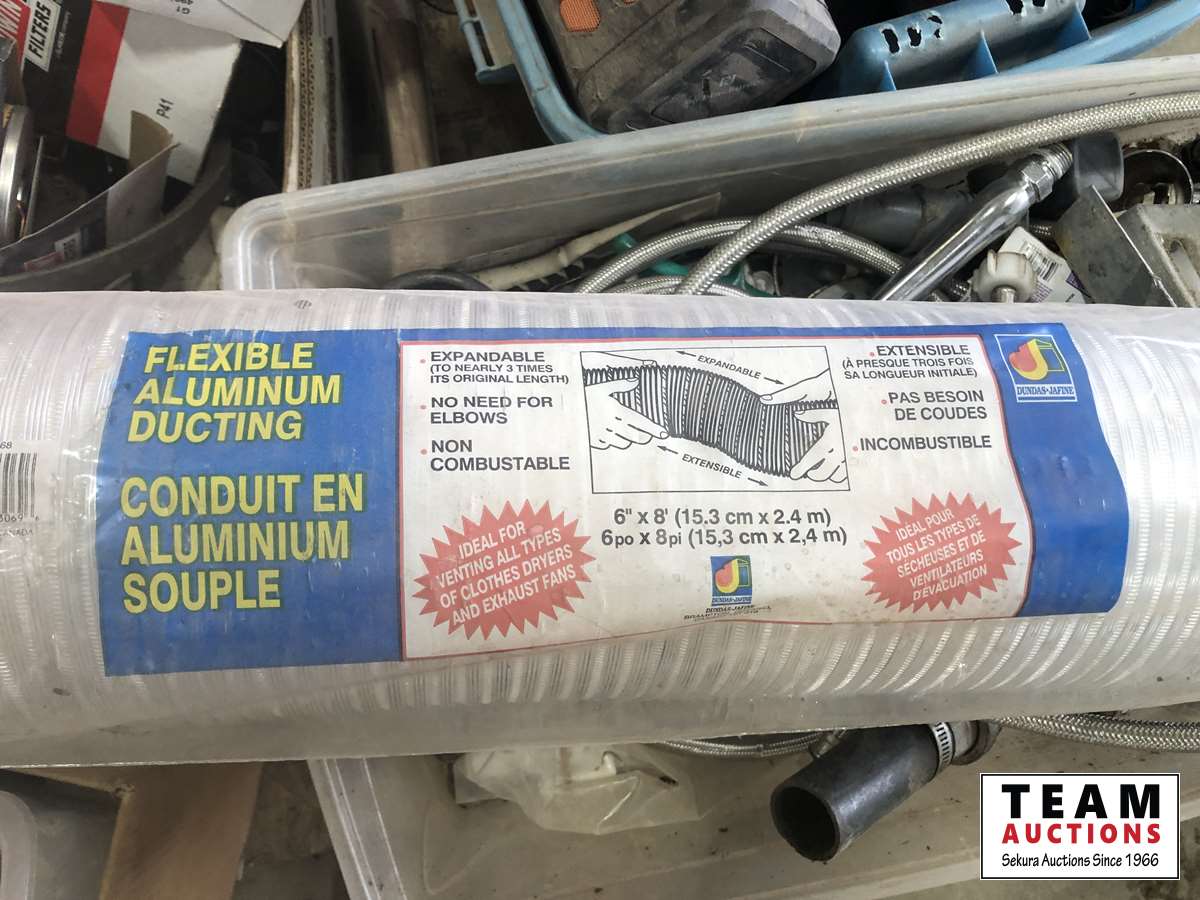 FILTERS
P41
FLEXIBLE
ALUMINUM
DUCTING
CONDUIT EN
ALUMINIUM
SOUPLE
EXPANDABLE
(TO NEARLY 3 TIMES
ITS ORIGINAL LENGTH)
NO NEED FOR
ELBOWS
NON
COMBUSTABLE
EXPANDABLE
EXTENSIBLE
EXTENSIBLE
(À PRESQUE TROIS FOIS
SA LONGUEUR INITIALE)
PAS BESOIN
DE COUDES
INCOMBUSTIBLE
DUNDAS•JAFINE
IDEAL FOR
VENTING ALL TYPES
OF CLOTHES DRYERS
AND EXHAUST FANS
6" x 8' (15.3 cm x 2.4 m)
6po x 8pi (15,3 cm x 2,4 m)
DUNDAS•JAFINE
IDÉAL POUR
TOUS LES TYPES DE
SÉCHEUSES ET DE
VENTILATEURS
D'ÉVACUATION
TEAM
AUCTIONS
Sekura Auctions Since 1966